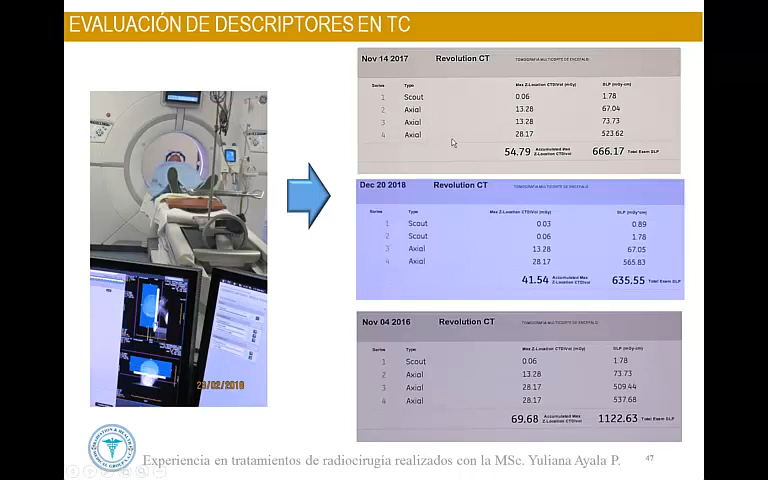 EVALUACIÓN DE DESCRIPTORES EN TC
Nov 14 2017 Revolution CT TOMOGRAFIA MULTICORTE DE ENCEFALO
Series Type Max Z-Location CTDIVol (mGy) DLP (mGy-cm)
1 Scout 0.06 1.78
2 Axial 13.28 67.04
3 Axial 13.28 73.73
4 Axial 28.17 523.62
54.79 Accumulated Max Z-Location CTDIvol 666.17 Total Exam DLP
Dec 20 2018 Revolution CT TOMOGRAFIA MULTICORTE DE ENCEFALO
Series Type Max Z-Location CTDIVol (mGy) DLP (mGy*cm)
1 Scout 0.03 0.89
2 Scout 0.06 1.78
3 Axial 13.28 67.05
4 Axial 28.17 565.83
41.54 Accumulated Max Z-Location CTDIvol 635.55 Total Exam DLP
Nov 04 2016 Revolution CT TOMOGRAFIA MULTICORTE DE ENCEFALO
Series Type Max Z-Location CTDIVol (mGy) DLP (mGy-cm)
1 Scout 0.06 1.78
2 Axial 13.28 73.73
3 Axial 28.17 509.44
4 Axial 28.17 537.68
69.68 Accumulated Max Z-Location CTDIvol 1122.63 Total Exam DLP
23/02/2018
RADIATION & HEALTH MEDICAL GROUP S.A.C
Experiencia en tratamientos de radiocirugía realizados con la MSc. Yuliana Ayala P. 47